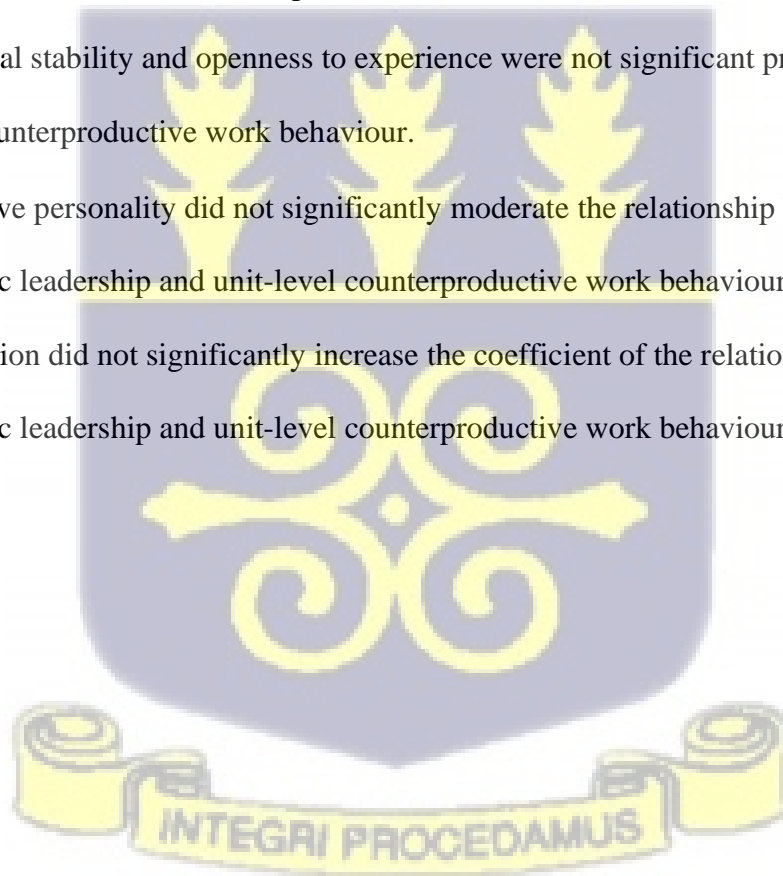 al stability and openness to experience were not significant pr
unterproductive work behaviour.
ve personality did not significantly moderate the relationship
c leadership and unit-level counterproductive work behaviour
ion did not significantly increase the coefficient of the relatio
c leadership and unit-level counterproductive work behaviour
INTEGRI PROCEDAMUS